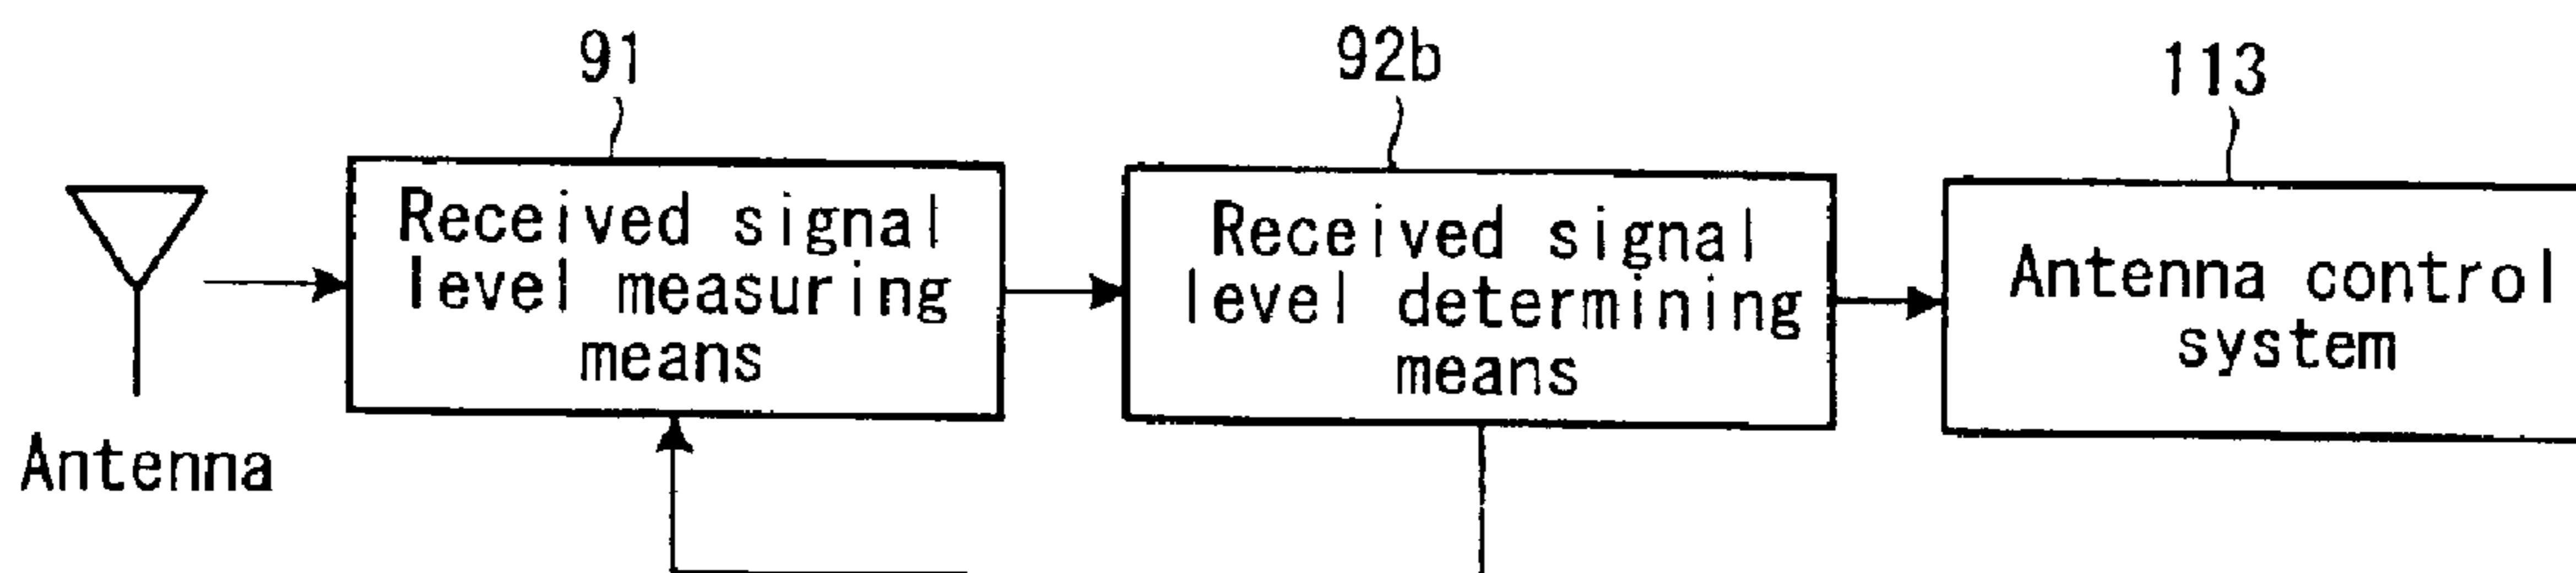 91
92b
113
Received signal
level measuring
means
Received signal
level determining
means
Antenna control
system
Antenna